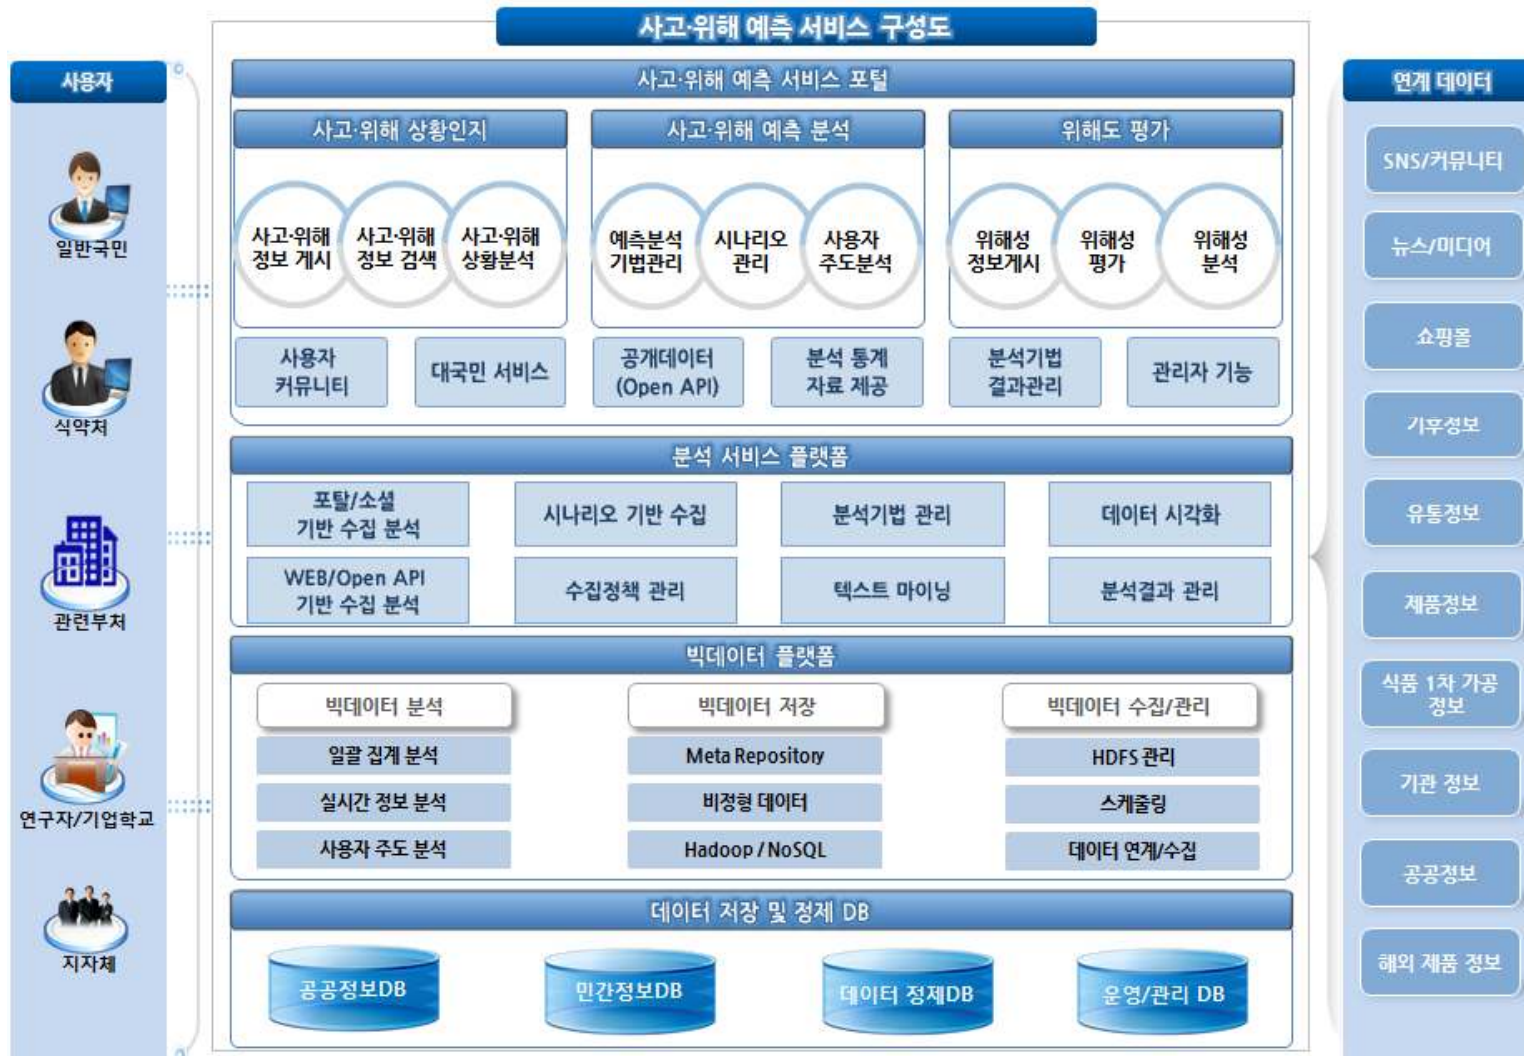 사고·위해 예측 서비스 구성도
사용자
일반국민
식약처
관련부처
연구자/기업학교
지자체
사고·위해 예측 서비스 포털
사고·위해 상황인지
사고·위해
정보 게시
사고·위해
정보 검색
사고·위해
상황분석
사고·위해 예측 분석
예측분석
기법관리
시나리오
관리
사용자
주도분석
위해도 평가
위해성
정보게시
위해성
평가
위해성
분석
사용자
커뮤니티
대국민 서비스
공개데이터
(Open API)
분석 통계
자료 제공
분석기법
결과관리
관리자 기능
분석 서비스 플랫폼
포탈/소셜
기반 수집 분석
시나리오 기반 수집
분석기법 관리
데이터 시각화
WEB/Open API
기반 수집 분석
수집정책 관리
텍스트 마이닝
분석결과 관리
빅데이터 플랫폼
빅데이터 분석
일괄 집계 분석
실시간 정보 분석
사용자 주도 분석
빅데이터 저장
Meta Repository
비정형 데이터
Hadoop / NoSQL
빅데이터 수집/관리
HDFS 관리
스케줄링
데이터 연계/수집
데이터 저장 및 정제 DB
공공정보DB
민간정보DB
데이터 정제DB
운영/관리 DB
연계 데이터
SNS/커뮤니티
뉴스/미디어
쇼핑몰
기후정보
유통정보
제품정보
식품 1차 가공
정보
기관 정보
공공정보
해외 제품 정보